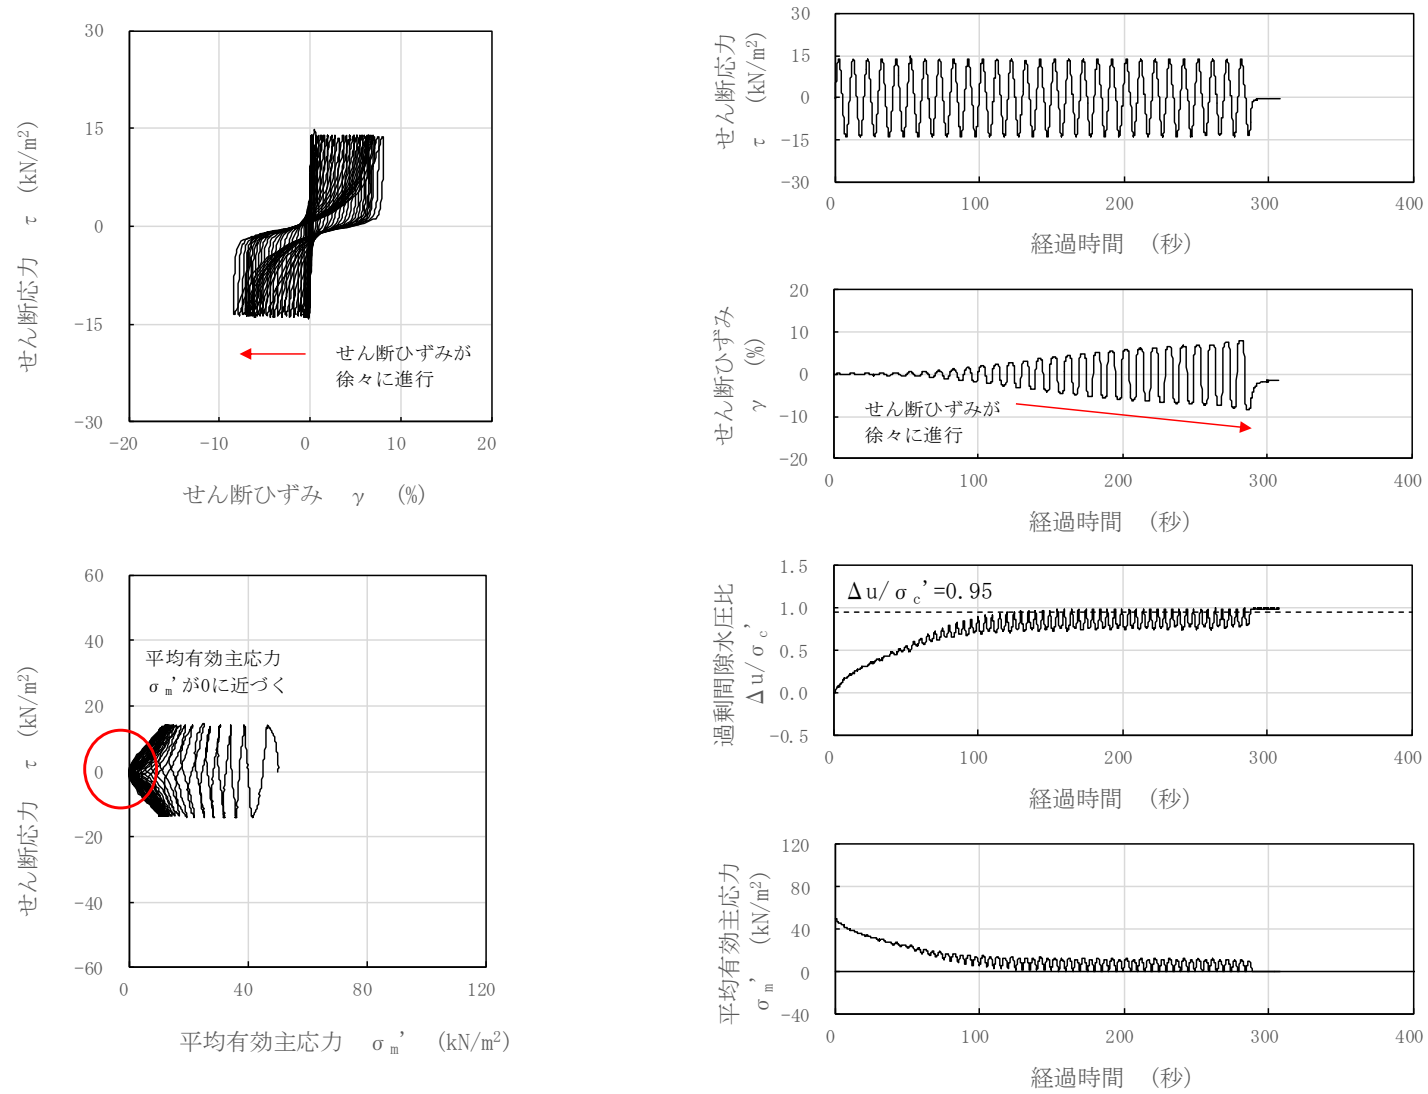 30
15
0
-15
-30
-20
-10
0
10
20
せん断応力 τ (kN/m²)
せん断ひずみ γ (%)
せん断ひずみが
徐々に進行
30
15
0
-15
-30
0
100
200
300
400
せん断応力
τ (kN/m²)
経過時間 (秒)
20
10
0
-10
-20
0
100
200
300
400
せん断ひずみ
γ (%)
せん断ひずみが
徐々に進行
経過時間 (秒)
60
40
20
0
-20
-40
-60
0
40
80
120
せん断応力 τ (kN/m²)
平均有効主応力
σm'が0に近づく
平均有効主応力 σm' (kN/m²)
1.5
1.0
0.5
0.0
-0.5
0
100
200
300
400
過剰間隙水圧比
Δu/σc'
Δu/σc'=0.95
経過時間 (秒)
120
80
40
0
-40
0
100
200
300
400
平均有効主応力
σm' (kN/m²)
経過時間 (秒)